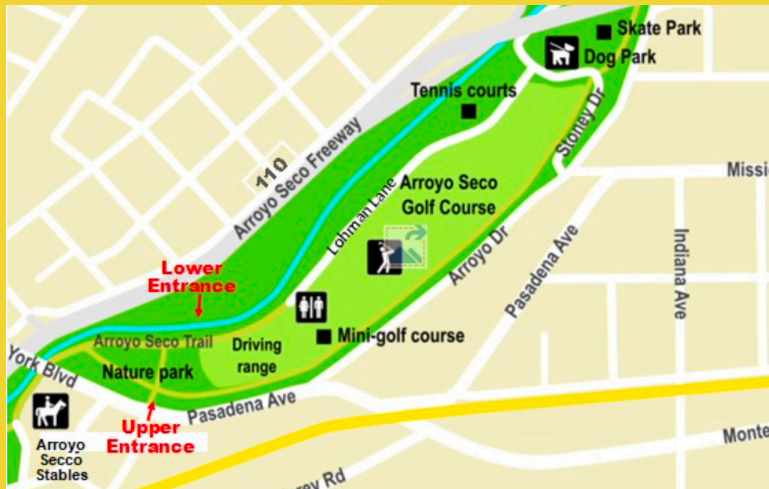 Skate Park
Dog Park
Tennis courts
Stoney Dr
110
Arroyo Seco Freeway
Arroyo Seco
Golf Course
Lohman Lane
Arroyo Dr
Pasadena Ave
Indiana Ave
Lower
Entrance
Arroyo Seco Trail
Mini-golf course
Driving
range
York Blvd
Nature park
Pasadena Ave
Upper
Entrance
Arroyo
Secco
Stables
Rd